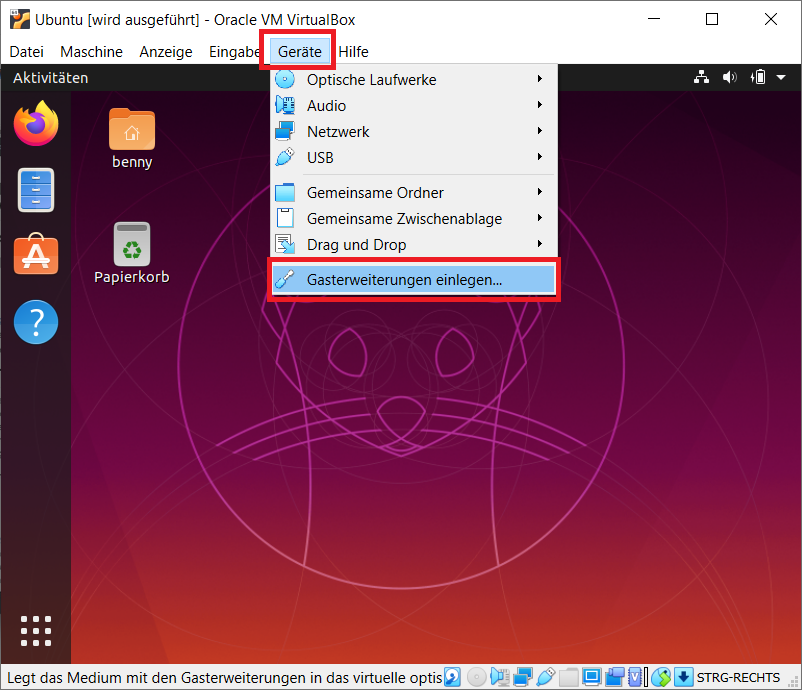 Ubuntu [wird ausgeführt] - Oracle VM VirtualBox
Datei Maschine Anzeige Eingabe Geräte Hilfe
Aktivitäten
Optische Laufwerke
Audio
Netzwerk
USB
Gemeinsame Ordner
Gemeinsame Zwischenablage
Drag und Drop
Gasterweiterungen einlegen...
benny
Papierkorb
Legt das Medium mit den Gasterweiterungen in das virtuelle optis
STRG-RECHTS